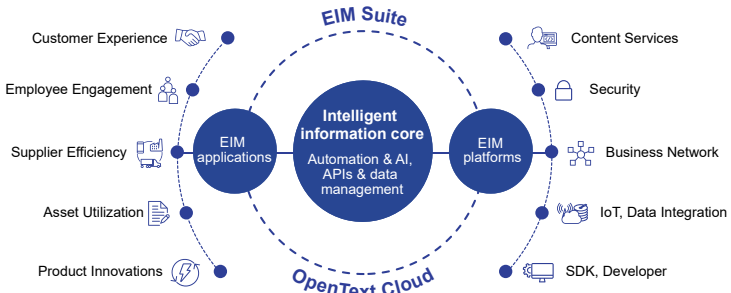 EIM Suite
Customer Experience
Employee Engagement
Supplier Efficiency
Asset Utilization
Product Innovations
EIM
applications
Intelligent
information core
Automation & AI,
APIs & data
management
EIM
platforms
Content Services
Security
Business Network
IoT, Data Integration
SDK, Developer
OpenText Cloud